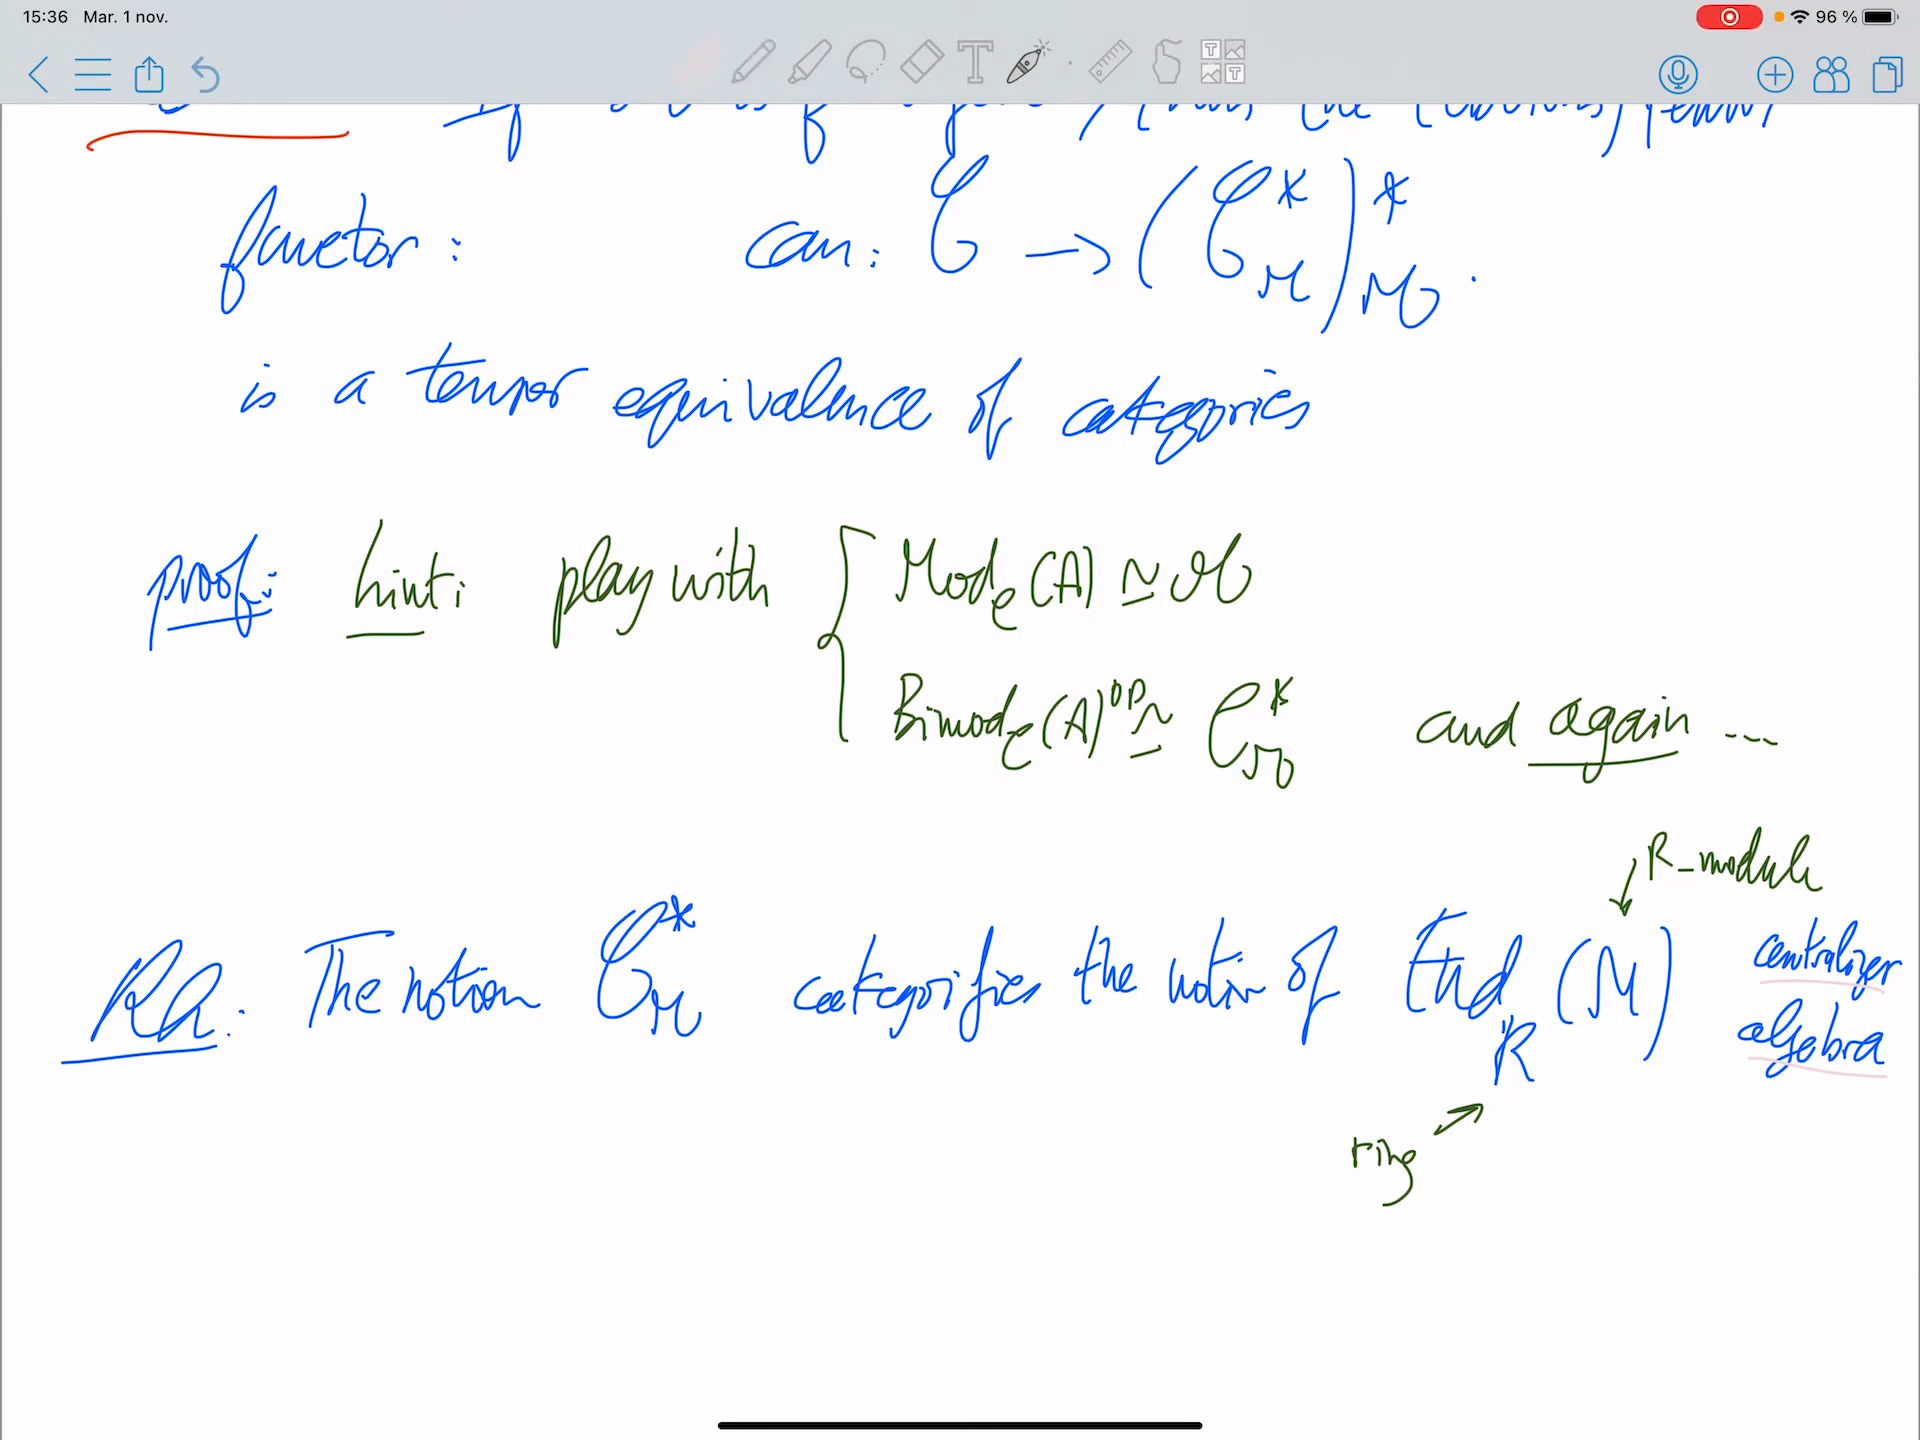 15:36 Mar. 1 nov. 96 %
If
functor : can : 𝒞 → (𝒞*_ℳ)*_ℳ .
is a tensor equivalence of categories
proof : hint : play with { Mod_𝒞 (A) ≃ ℳ
Bimod_𝒞 (A)^op ≃ 𝒞*_ℳ and again ...
R-module
Rk : The notion 𝒞*_ℳ categorifies the notion of End_R (M) centralizer
algebra
ring